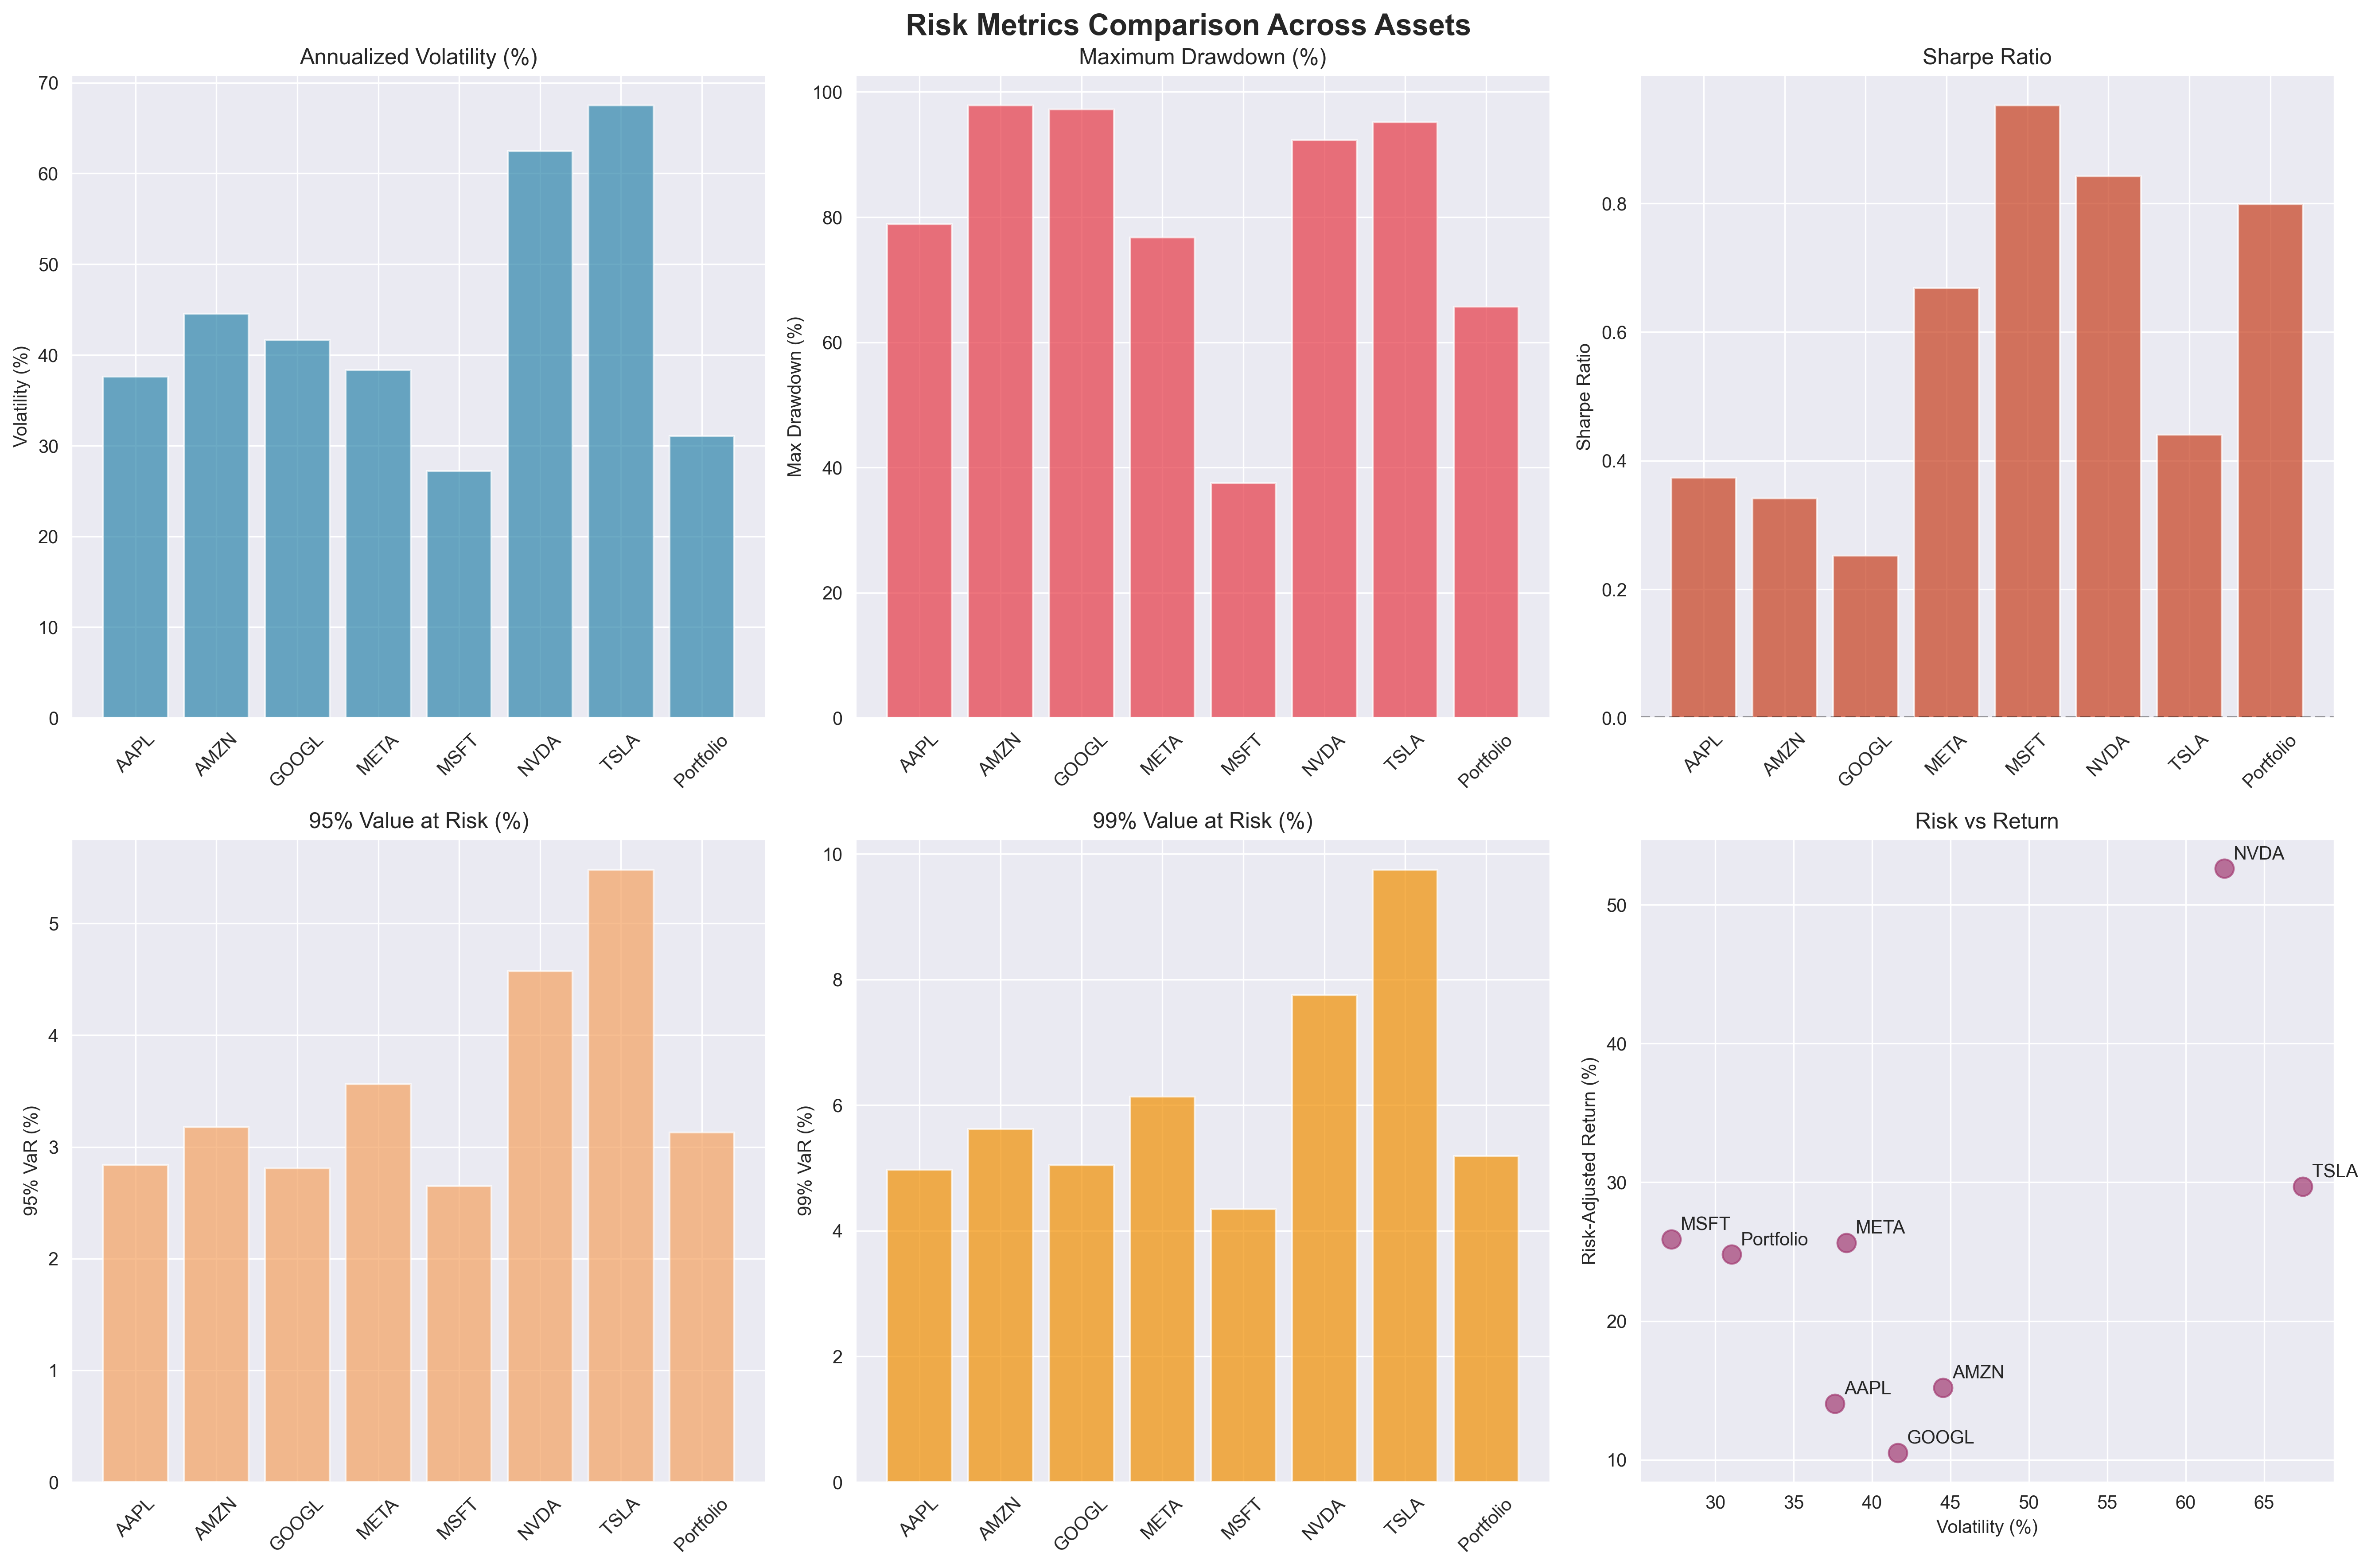 Risk Metrics Comparison Across Assets
Annualized Volatility (%)
Volatility (%)
70
60
50
40
30
20
10
0
AAPL
AMZN
GOOGL
META
MSFT
NVDA
TSLA
Portfolio
Maximum Drawdown (%)
Max Drawdown (%)
100
80
60
40
20
0
AAPL
AMZN
GOOGL
META
MSFT
NVDA
TSLA
Portfolio
Sharpe Ratio
Sharpe Ratio
0.8
0.6
0.4
0.2
0.0
AAPL
AMZN
GOOGL
META
MSFT
NVDA
TSLA
Portfolio
95% Value at Risk (%)
95% VaR (%)
5
4
3
2
1
0
AAPL
AMZN
GOOGL
META
MSFT
NVDA
TSLA
Portfolio
99% Value at Risk (%)
99% VaR (%)
10
8
6
4
2
0
AAPL
AMZN
GOOGL
META
MSFT
NVDA
TSLA
Portfolio
Risk vs Return
Risk-Adjusted Return (%)
50
40
30
20
10
NVDA
TSLA
MSFT
Portfolio
META
AMZN
AAPL
GOOGL
30 35 40 45 50 55 60 65
Volatility (%)